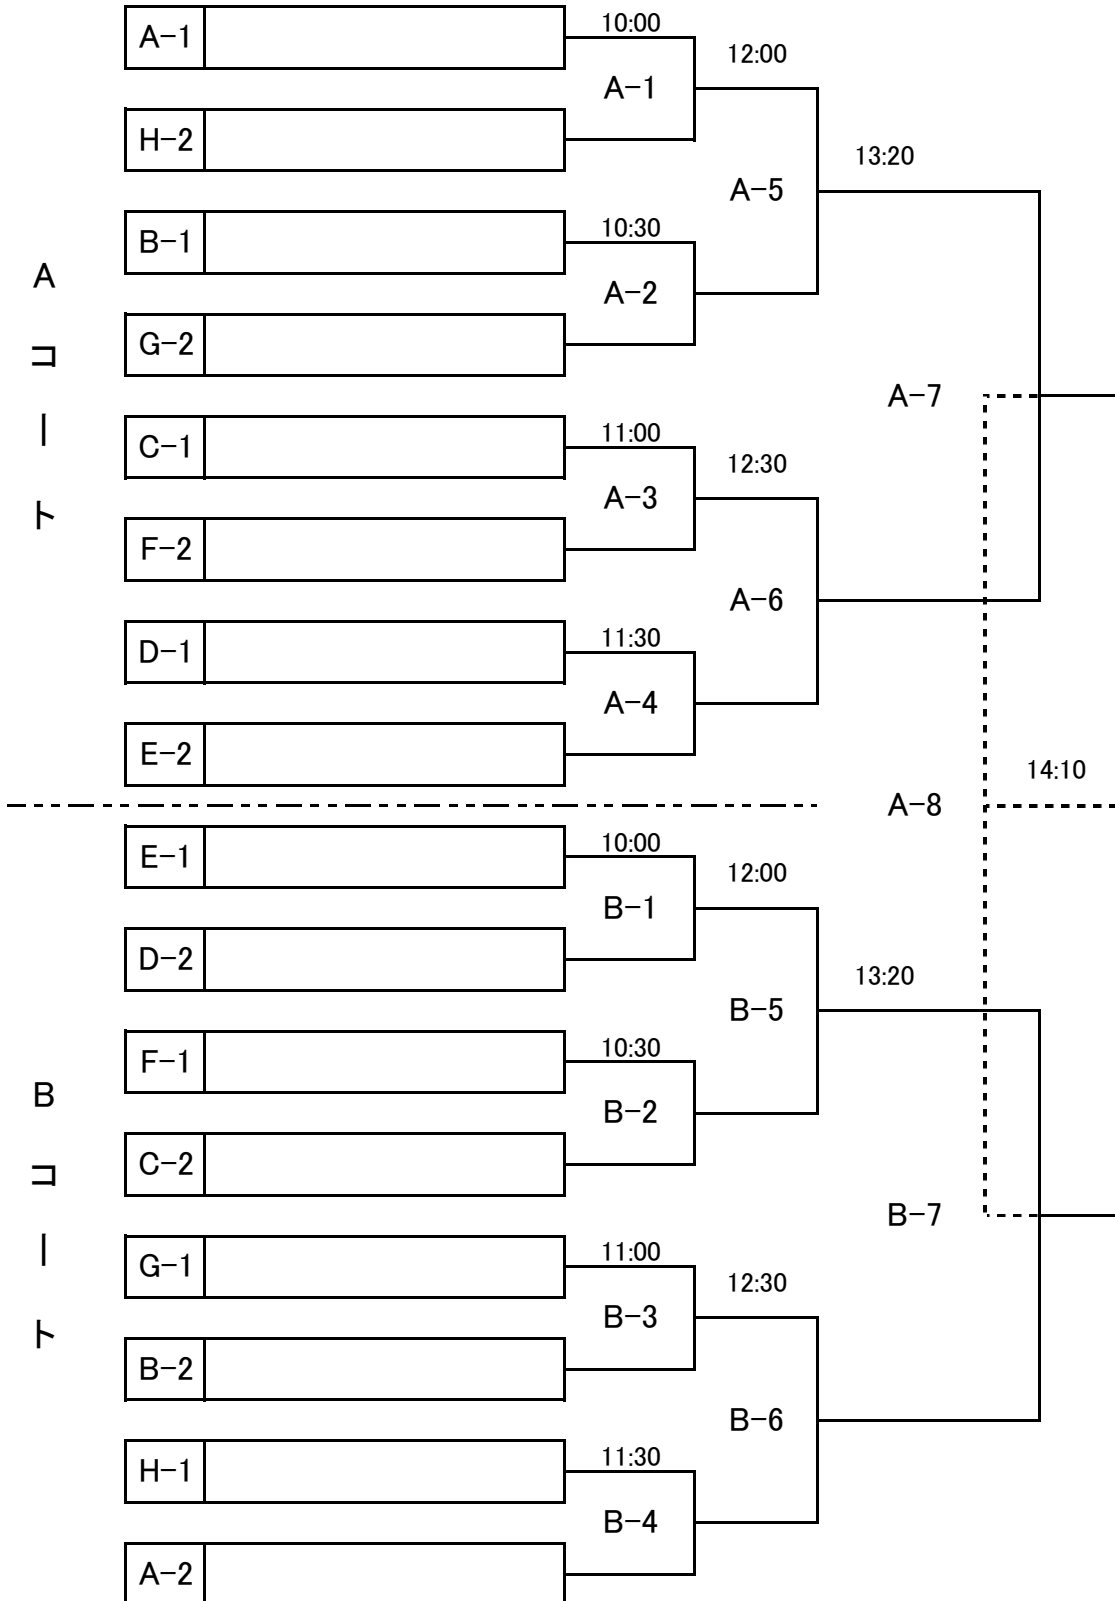 A-1
10:00
12:00
A-1
H-2
13:20
A-5
B-1
10:30
A-2
G-2
A-7
C-1
11:00
12:30
A-3
F-2
A-6
D-1
11:30
A-4
E-2
14:10
A-8
Aコート
E-1
10:00
12:00
B-1
D-2
13:20
B-5
F-1
10:30
B-2
C-2
B-7
G-1
11:00
12:30
B-3
B-2
B-6
H-1
11:30
B-4
A-2
Bコート